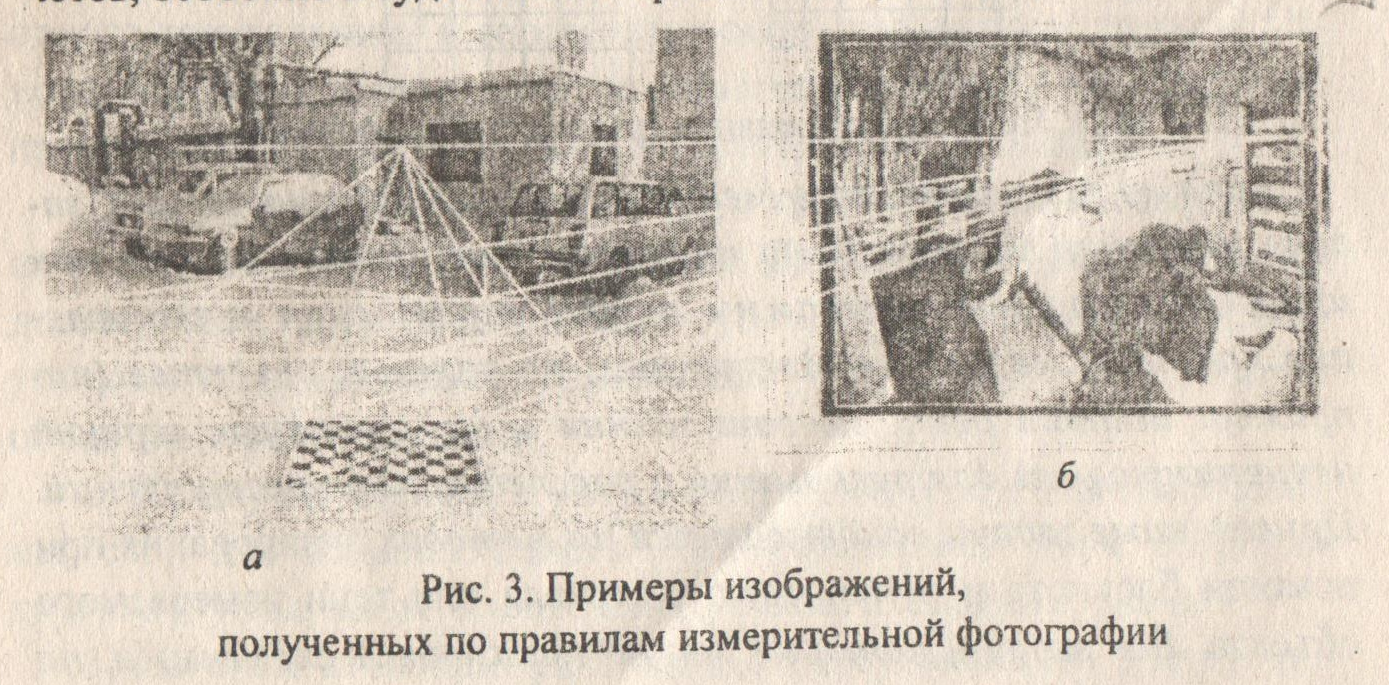 а
б
Рис. 3. Примеры изображений,
полученных по правилам измерительной фотографии